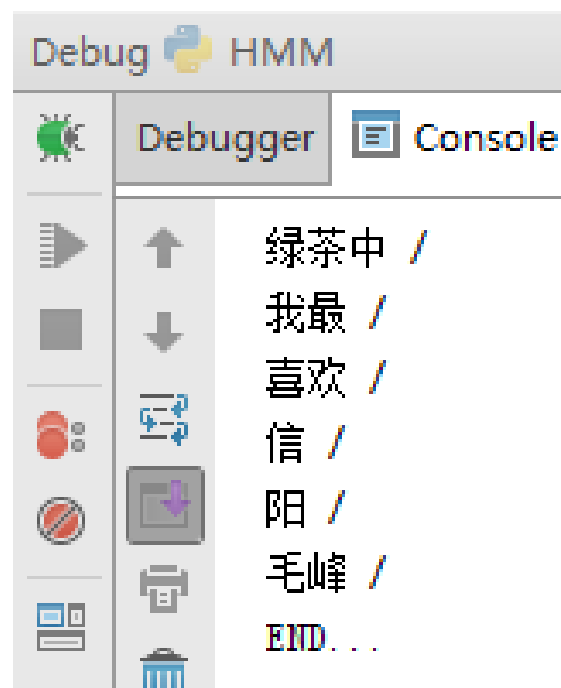 Debug HMM
Debugger Console
绿茶中 /
我最 /
喜欢 /
信 /
阳 /
毛峰 /
END...